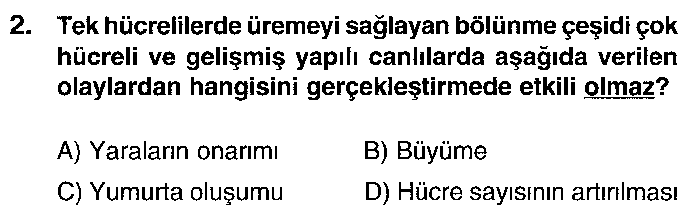 2. Tek hücrelilerde üremeyi sağlayan bölünme çeşidi çok
hücreli ve gelişmiş yapılı canlılarda aşağıda verilen
olaylardan hangisini gerçekleştirmede etkili olmaz?
A) Yaraların onarımı B) Büyüme
C) Yumurta oluşumu D) Hücre sayısının artırılması